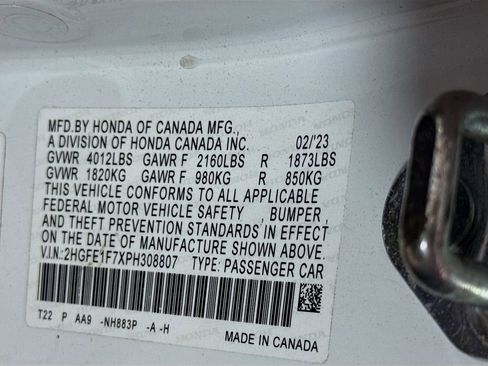 MFD.BY HONDA OF CANADA MFG.,
A DIVISION OF HONDA CANADA INC. 02/'23
GVWR 4012LBS GAWR F 2160LBS R 1873LBS
GVWR 1820KG GAWR F 980KG R 850KG
THIS VEHICLE CONFORMS TO ALL APPLICABLE
FEDERAL MOTOR VEHICLE SAFETY , BUMPER ,
AND THEFT PREVENTION STANDARDS IN EFFECT
ON THE DATE OF MANUFACTURE SHOWN ABOVE.
V.I.N:2HGFE1F7XPH308807 TYPE: PASSENGER CAR
T22 P AA9 -NH883P -A -H
MADE IN CANADA